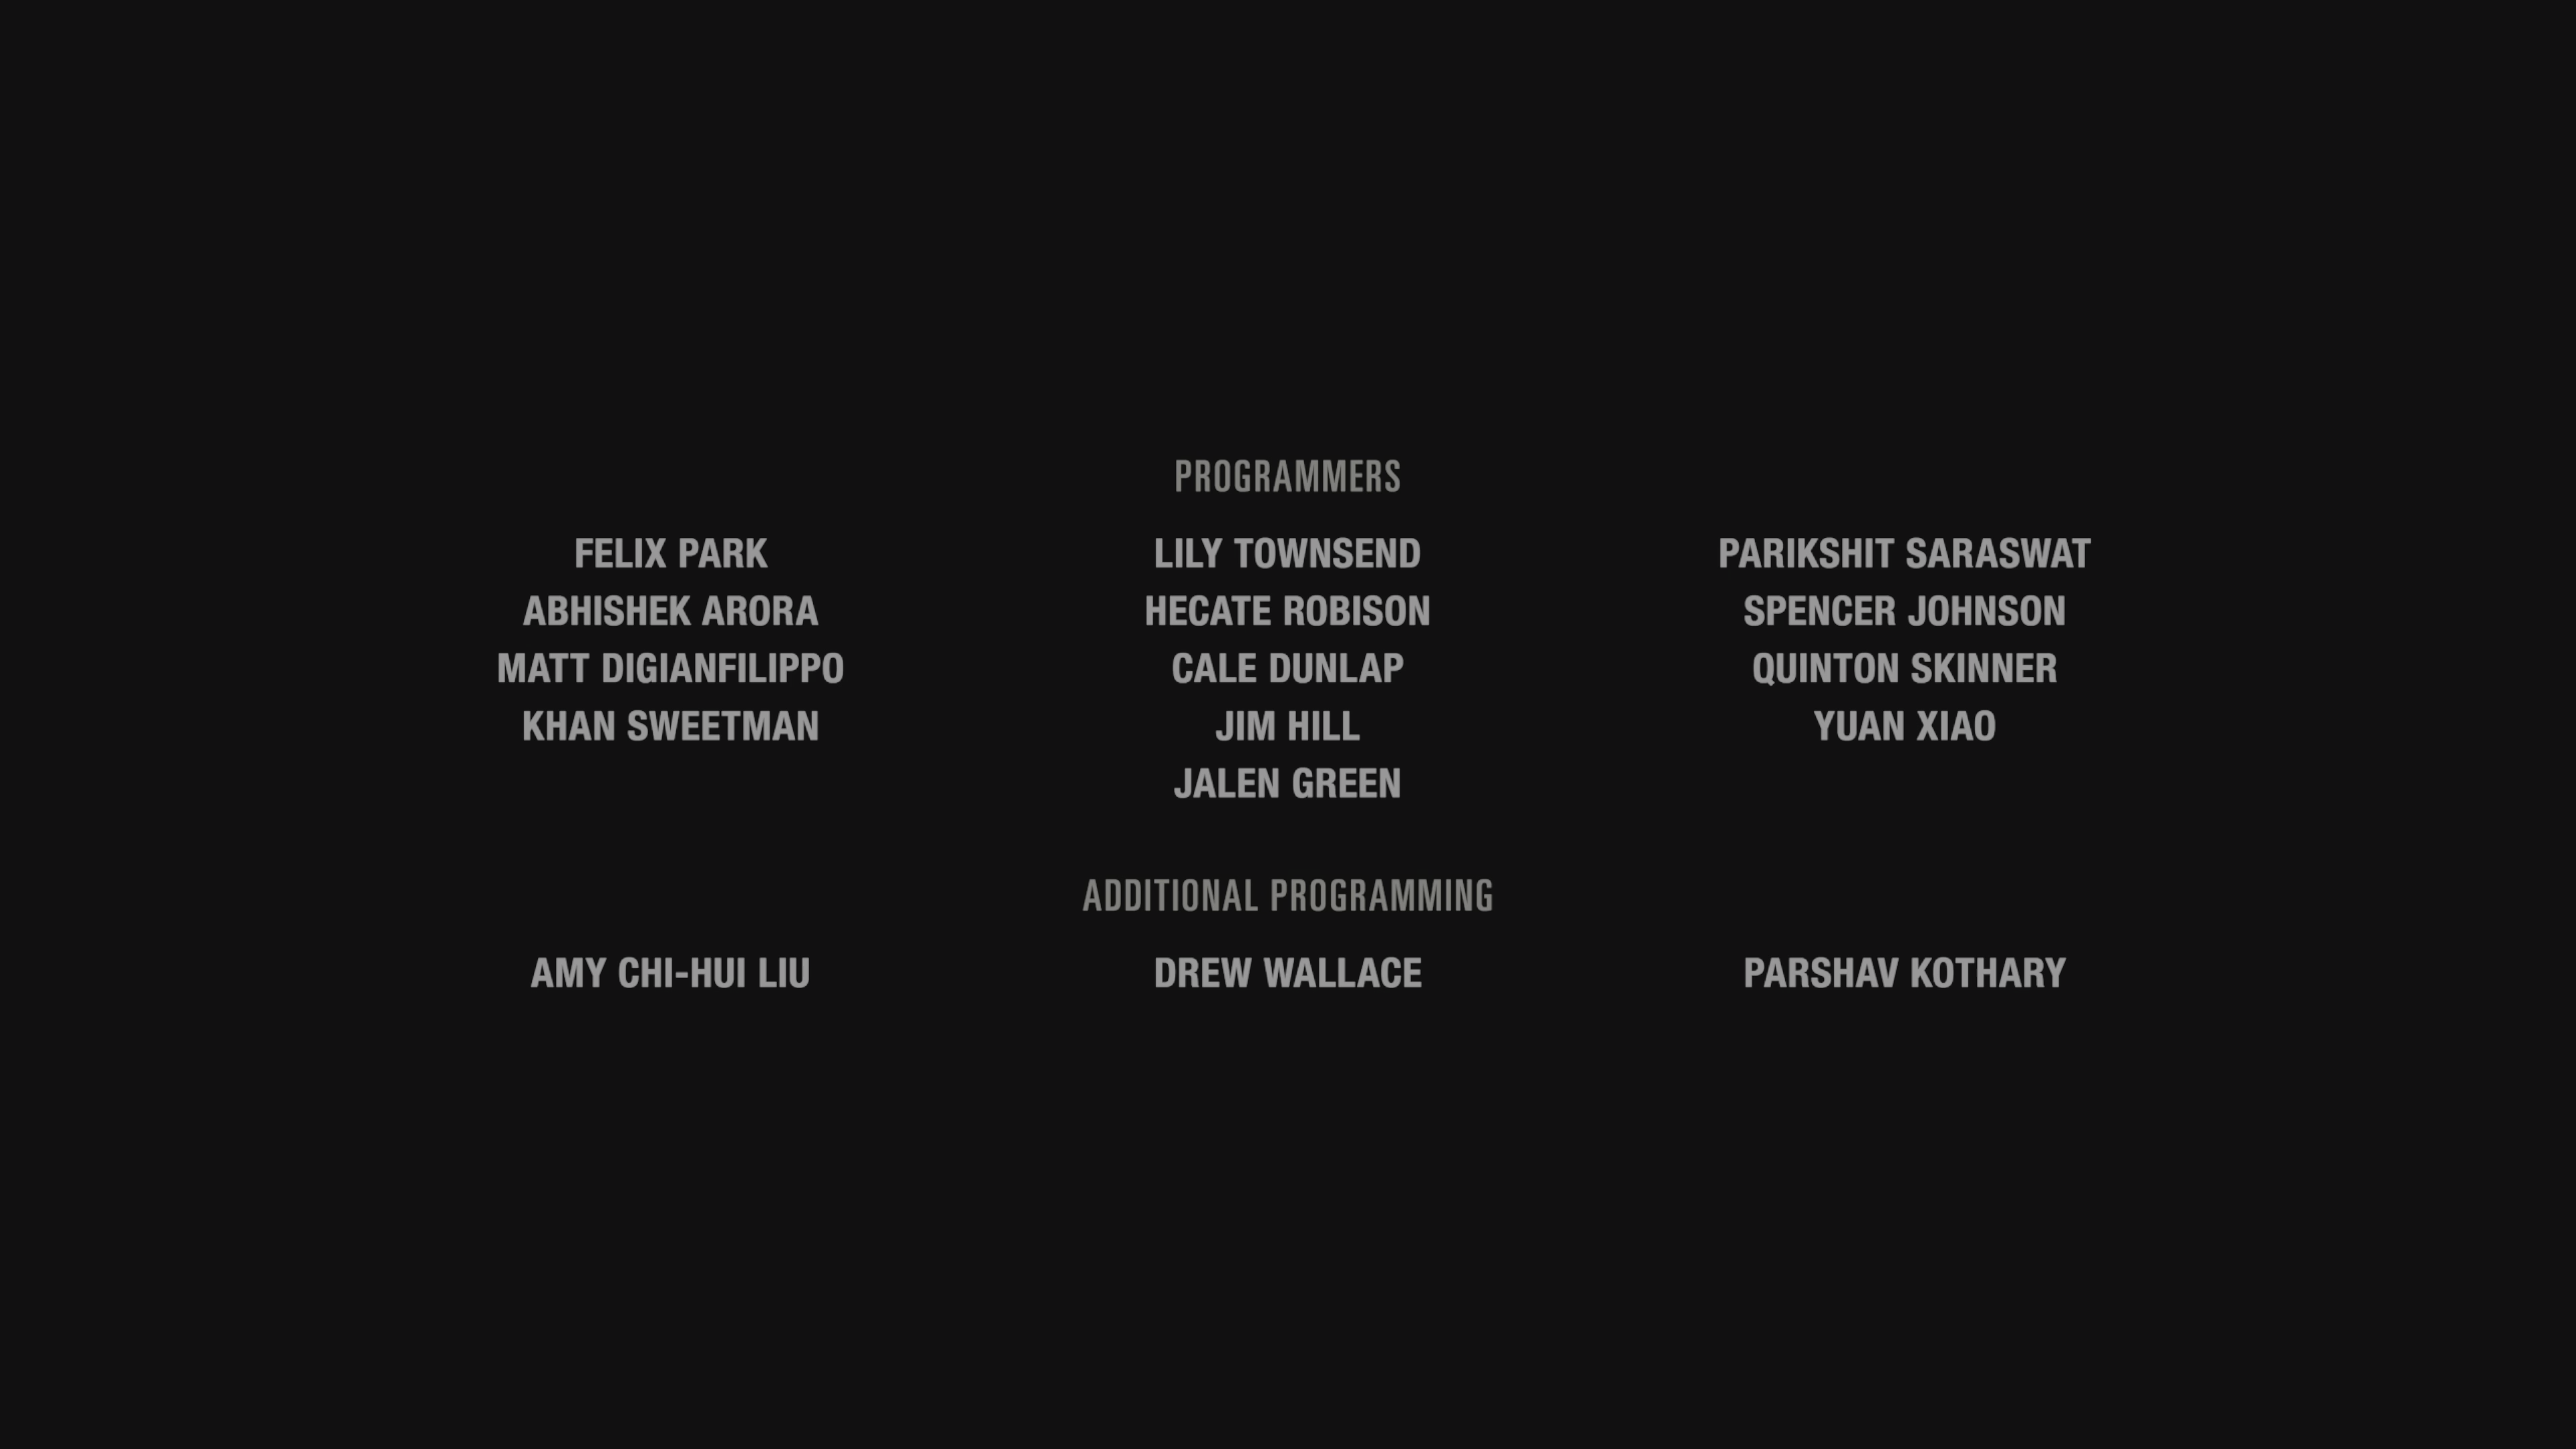 PROGRAMMERS
FELIX PARK LILY TOWNSEND PARIKSHIT SARASWAT
ABHISHEK ARORA HECATE ROBISON SPENCER JOHNSON
MATT DIGIANFILIPPO CALE DUNLAP QUINTON SKINNER
KHAN SWEETMAN JIM HILL YUAN XIAO
JALEN GREEN
ADDITIONAL PROGRAMMING
AMY CHI-HUI LIU DREW WALLACE PARSHAV KOTHARY